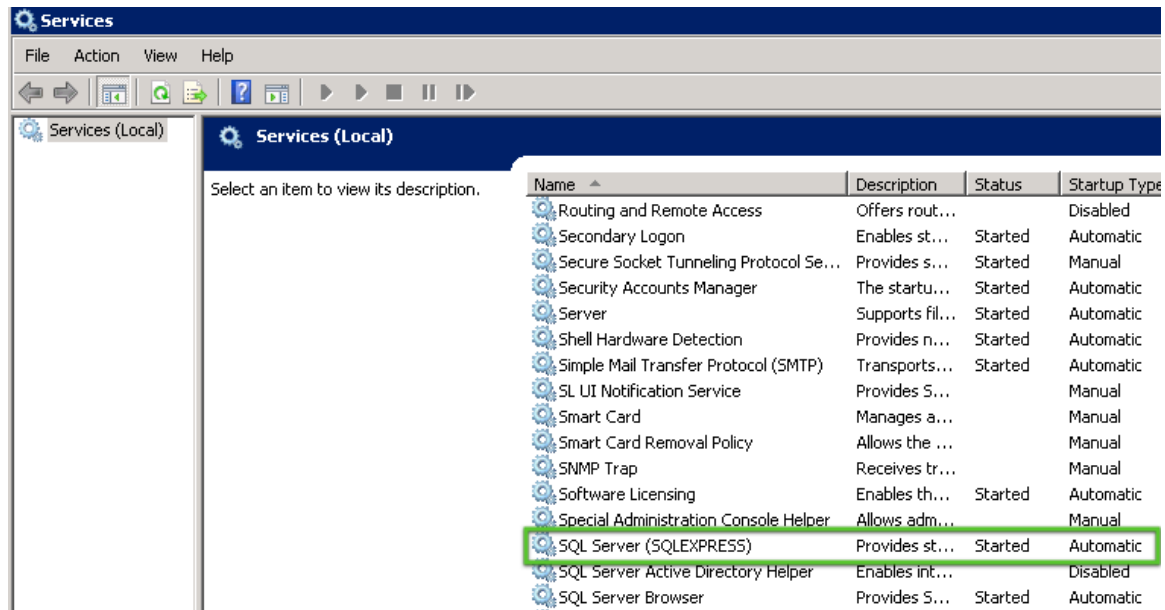 Services
File Action View Help
Services (Local)
Services (Local)
Select an item to view its description.
Name Description Status Startup Type
Routing and Remote Access Offers rout... Disabled
Secondary Logon Enables st... Started Automatic
Secure Socket Tunneling Protocol Se... Provides s... Started Manual
Security Accounts Manager The startu... Started Automatic
Server Supports fil... Started Automatic
Shell Hardware Detection Provides n... Started Automatic
Simple Mail Transfer Protocol (SMTP) Transports... Started Automatic
SL UI Notification Service Provides S... Manual
Smart Card Manages a... Manual
Smart Card Removal Policy Allows the ... Manual
SNMP Trap Receives tr... Manual
Software Licensing Enables th... Started Automatic
Special Administration Console Helper Allows adm... Manual
SQL Server (SQLEXPRESS) Provides st... Started Automatic
SQL Server Active Directory Helper Enables int... Disabled
SQL Server Browser Provides S... Started Automatic